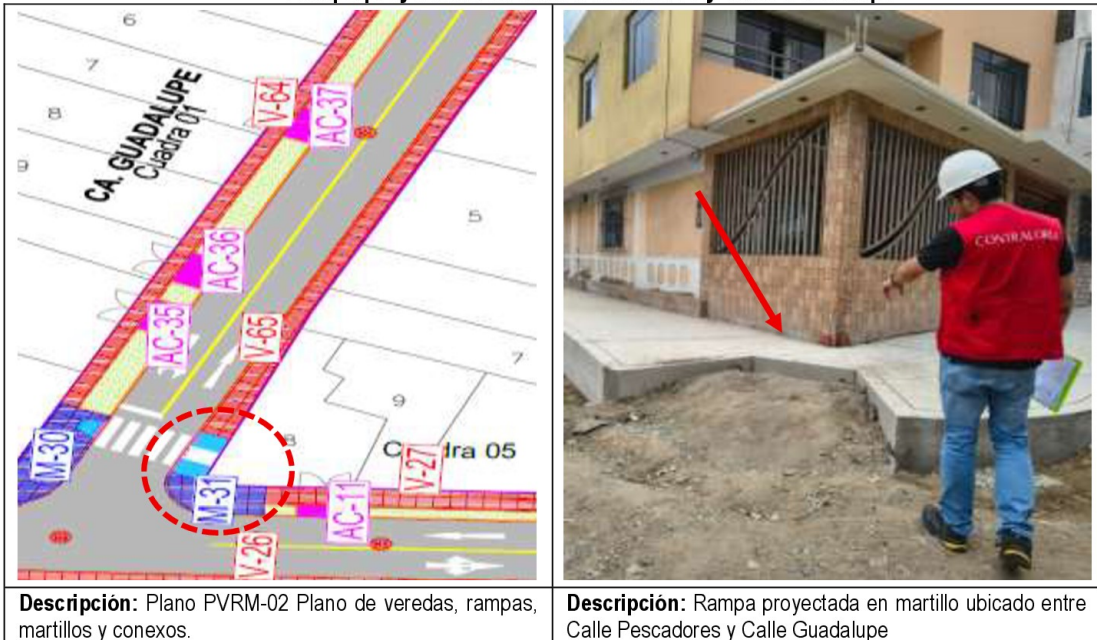 6
7
8
9
CA. GUADALUPE
Cuadra 01
V-64
AC-37
5
AC-36
AC-35
V-65
7
9
8
M-30
M-31
Cuadra 05
V-27
AC-11
V-26
CONTRALORÍA
Descripción: Plano PVRM-02 Plano de veredas, rampas,
martillos y conexos.
Descripción: Rampa proyectada en martillo ubicado entre
Calle Pescadores y Calle Guadalupe